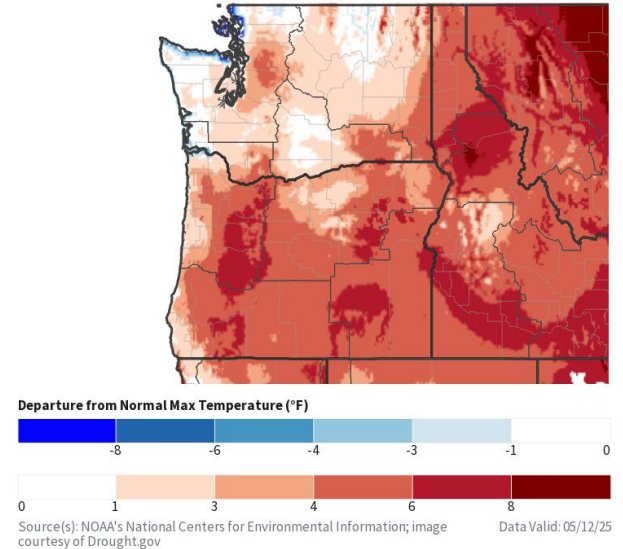 Departure from Normal Max Temperature (°F)
-8 -6 -4 -3 -1 0
0 1 3 4 6 8
Source(s): NOAA's National Centers for Environmental Information; image Data Valid: 05/12/25
courtesy of Drought.gov